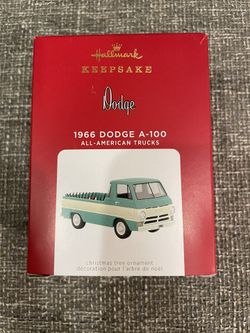 Hallmark
KEEPSAKE
Dodge
1966 DODGE A-100
ALL-AMERICAN TRUCKS
christmas tree ornament
décoration pour l'arbre de noël